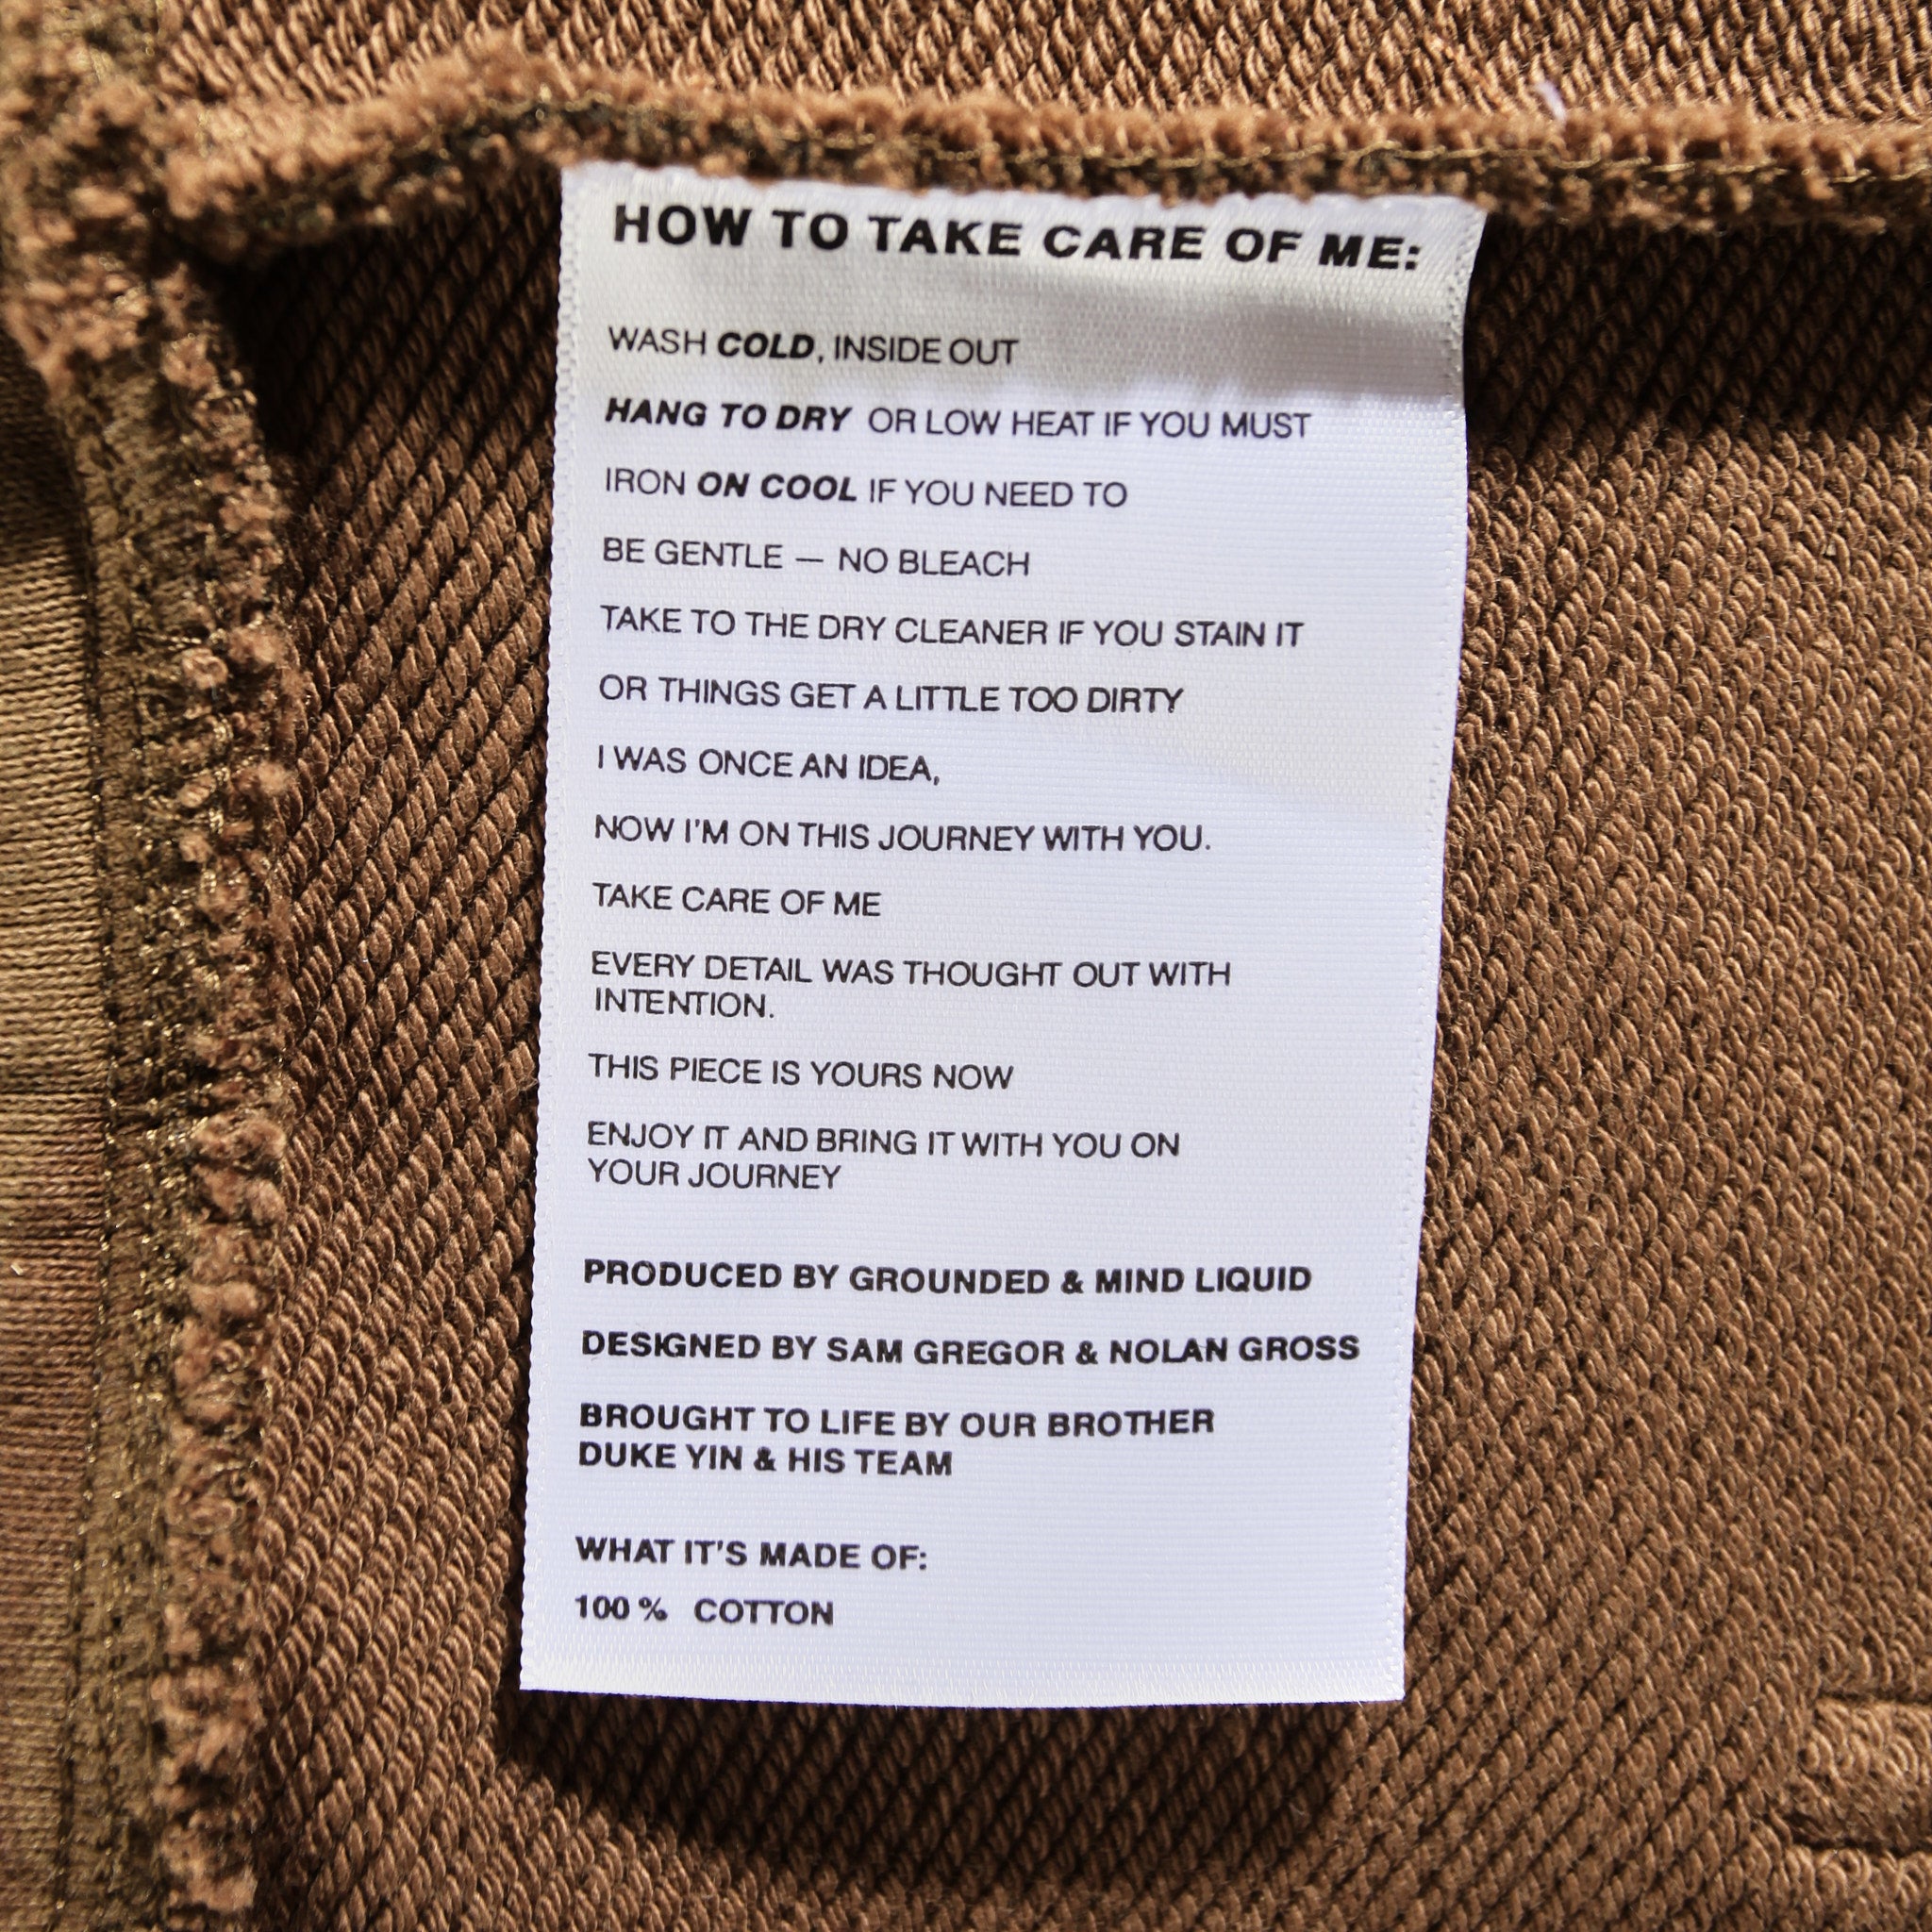 HOW TO TAKE CARE OF ME:
WASH COLD, INSIDE OUT
HANG TO DRY OR LOW HEAT IF YOU MUST
IRON ON COOL IF YOU NEED TO
BE GENTLE — NO BLEACH
TAKE TO THE DRY CLEANER IF YOU STAIN IT
OR THINGS GET A LITTLE TOO DIRTY
I WAS ONCE AN IDEA,
NOW I'M ON THIS JOURNEY WITH YOU.
TAKE CARE OF ME
EVERY DETAIL WAS THOUGHT OUT WITH
INTENTION.
THIS PIECE IS YOURS NOW
ENJOY IT AND BRING IT WITH YOU ON
YOUR JOURNEY
PRODUCED BY GROUNDED & MIND LIQUID
DESIGNED BY SAM GREGOR & NOLAN GROSS
BROUGHT TO LIFE BY OUR BROTHER
DUKE YIN & HIS TEAM
WHAT IT'S MADE OF:
100 % COTTON